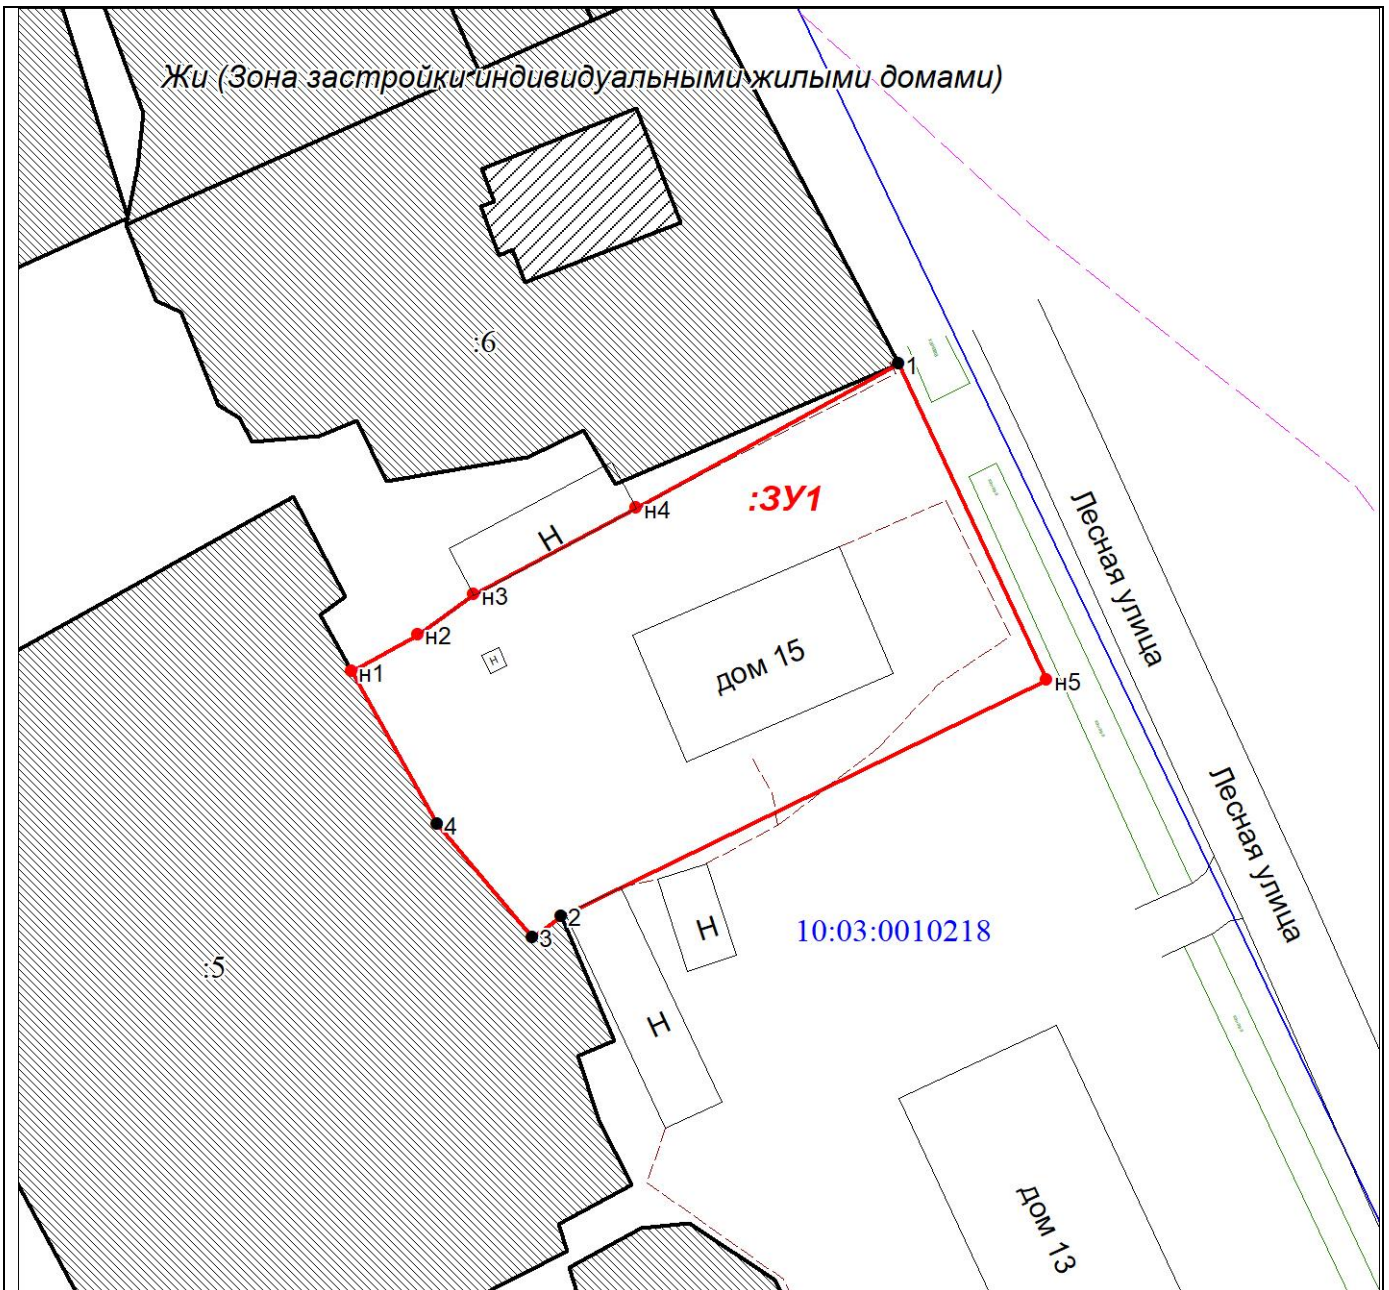 Жи (Зона застройки индивидуальными жилыми домами)
:6
1
н4
:ЗУ1
Н
н3
н2
Н
н1
дом 15
н5
Лесная улица
4
2
3
Н
10:03:0010218
Лесная улица
:5
Н
дом 13